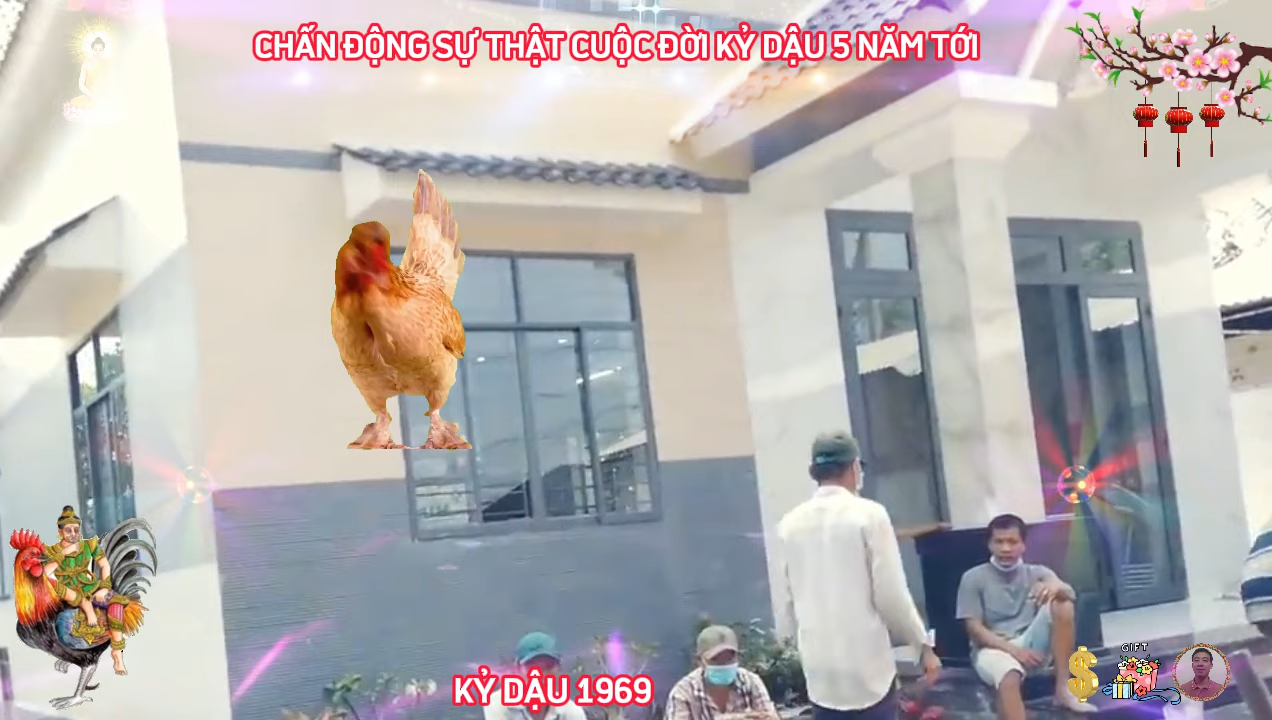 CHẤN ĐỘNG SỰ THẬT CUỘC ĐỜI KỶ DẬU 5 NĂM TỚI
KỶ DẬU 1969
GIFT